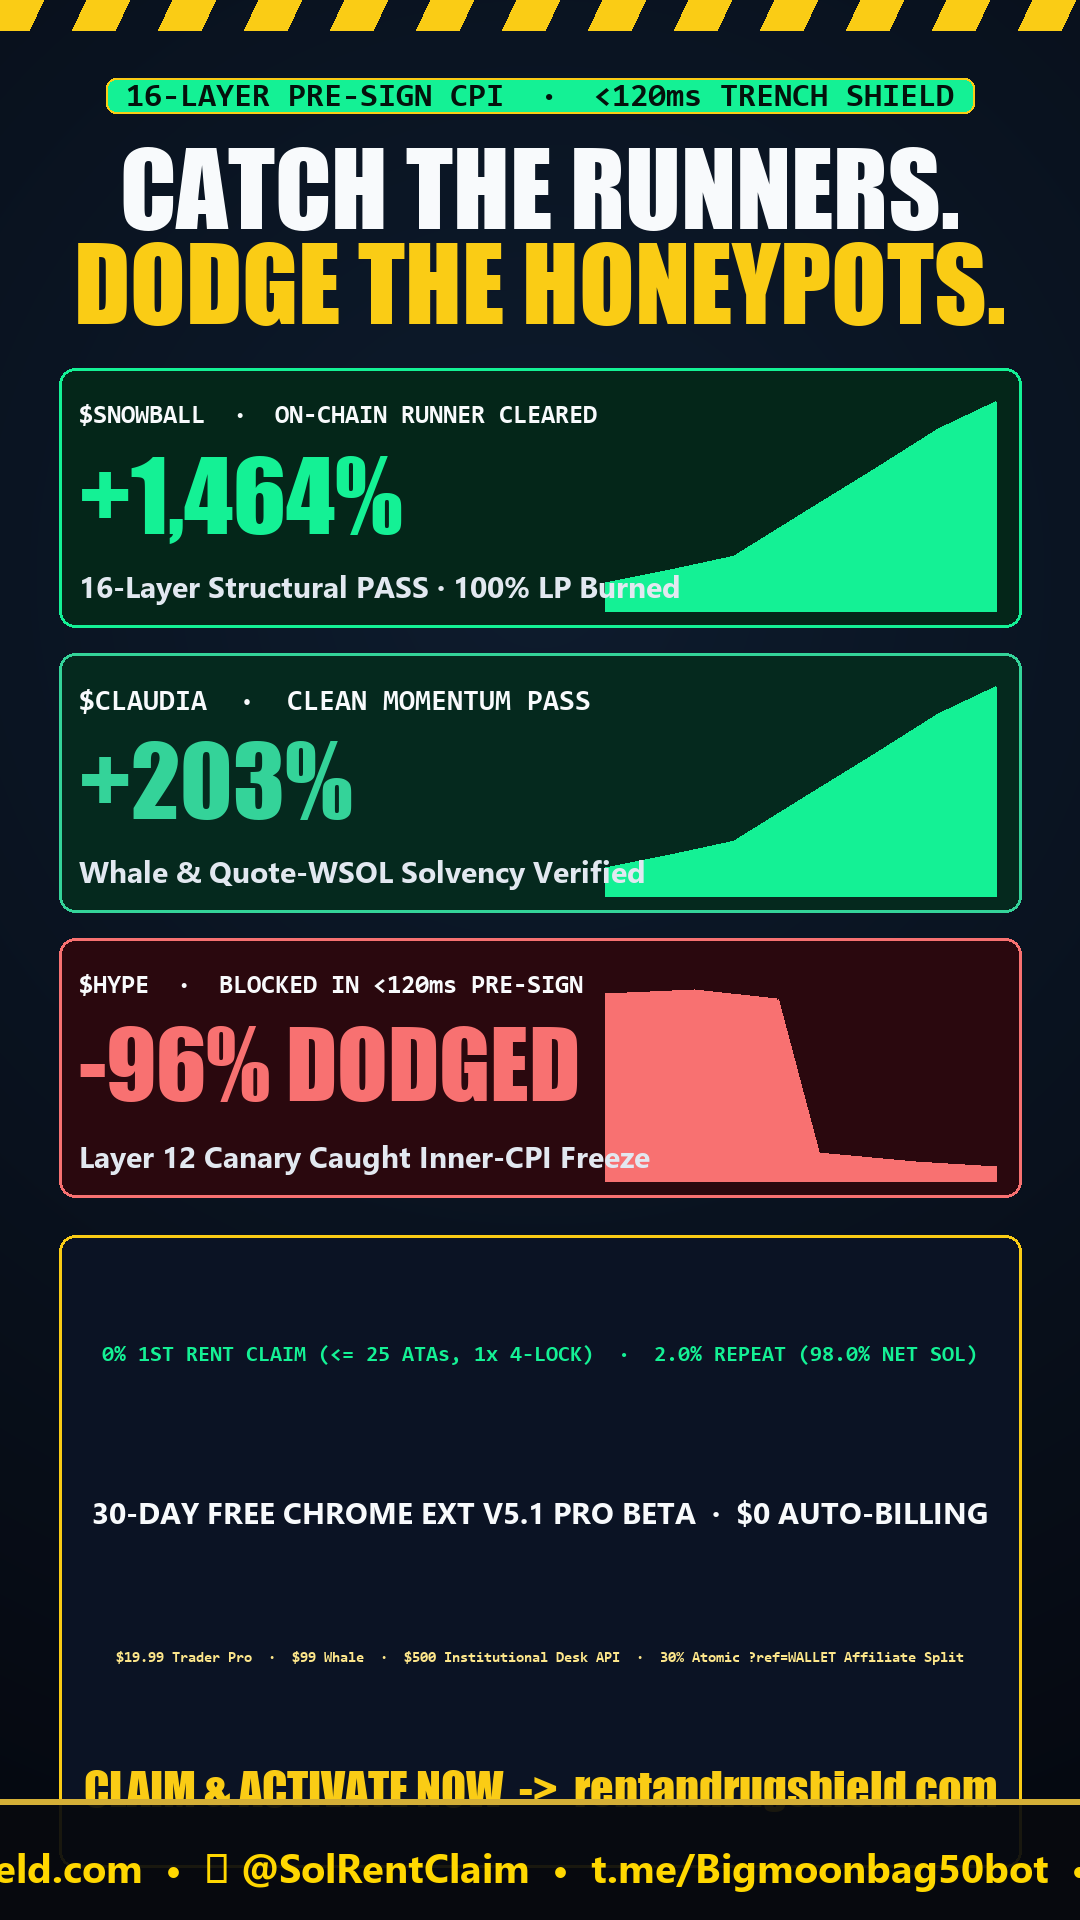 16-LAYER PRE-SIGN CPI · <120ms TRENCH SHIELD
CATCH THE RUNNERS.
DODGE THE HONEYPOTS.
$SNOWBALL · ON-CHAIN RUNNER CLEARED
+1,464%
16-Layer Structural PASS · 100% LP Burned
$CLAUDIA · CLEAN MOMENTUM PASS
+203%
Whale & Quote-WSOL Solvency Verified
$HYPE · BLOCKED IN <120ms PRE-SIGN
-96% DODGED
Layer 12 Canary Caught Inner-CPI Freeze
0% 1ST RENT CLAIM (<= 25 ATAs, 1x 4-LOCK) · 2.0% REPEAT (98.0% NET SOL)
30-DAY FREE CHROME EXT V5.1 PRO BETA · $0 AUTO-BILLING
$19.99 Trader Pro · $99 Whale · $500 Institutional Desk API · 30% Atomic ?ref=WALLET Affiliate Split
CLAIM & ACTIVATE NOW -> rentandrugshield.com
eld.com • @SolRentClaim • t.me/Bigmoonbag50bot •